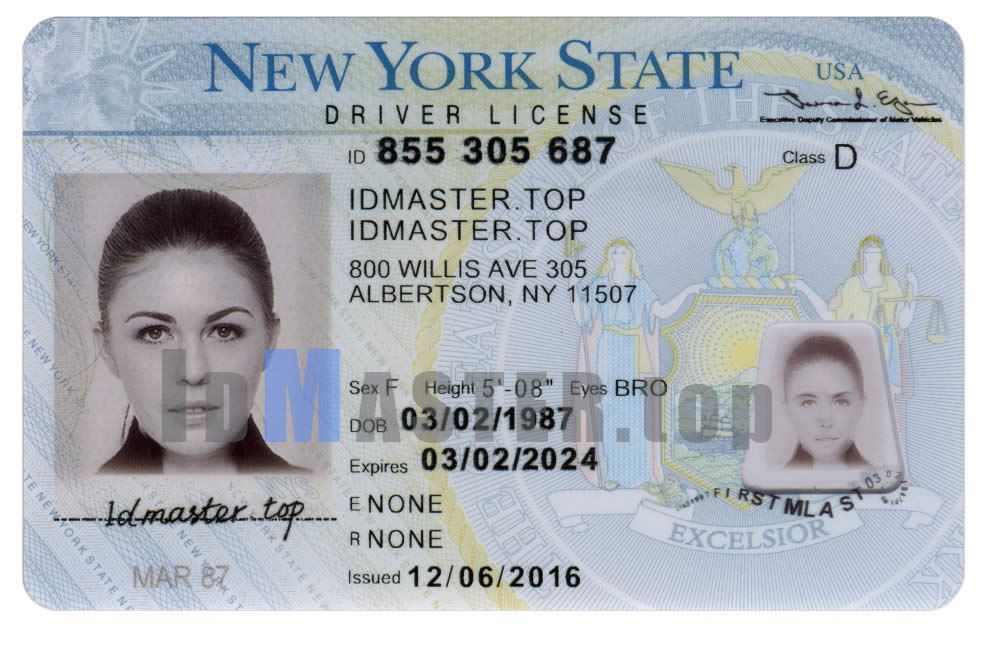 NEW YORK STATE
USA
DRIVER LICENSE
Executive Deputy Commissioner of Motor Vehicles
ID 855 305 687
Class D
IDMASTER.TOP
IDMASTER.TOP
800 WILLIS AVE 305
ALBERTSON, NY 11507
Sex F Height 5'-08" Eyes BRO
IDMASTER.top
DOB 03/02/1987
Expires 03/02/2024
E NONE
R NONE
Idmaster.top
FIRSTMLAST
EXCELSIOR
MAR 87
Issued 12/06/2016